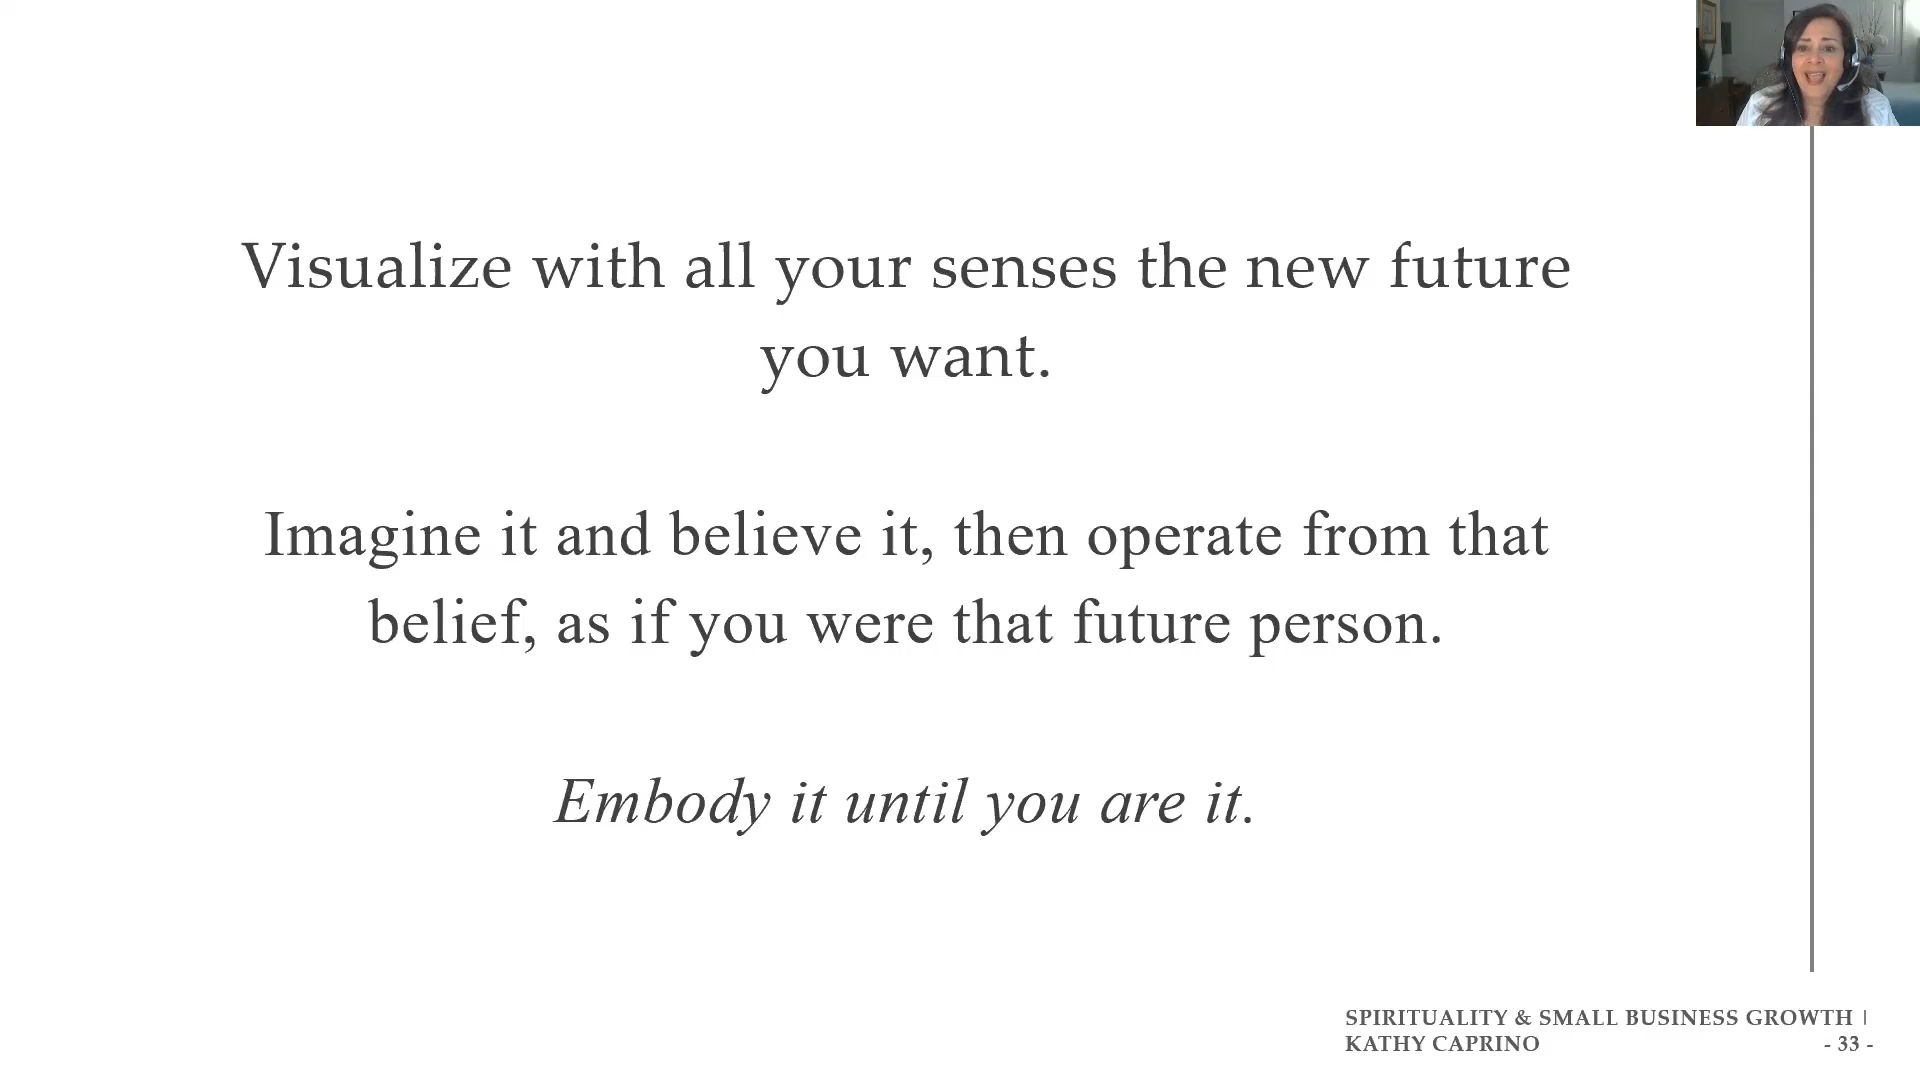 Visualize with all your senses the new future
you want.
Imagine it and believe it, then operate from that
belief, as if you were that future person.
Embody it until you are it.
SPIRITUALITY & SMALL BUSINESS GROWTH |
KATHY CAPRINO - 33 -